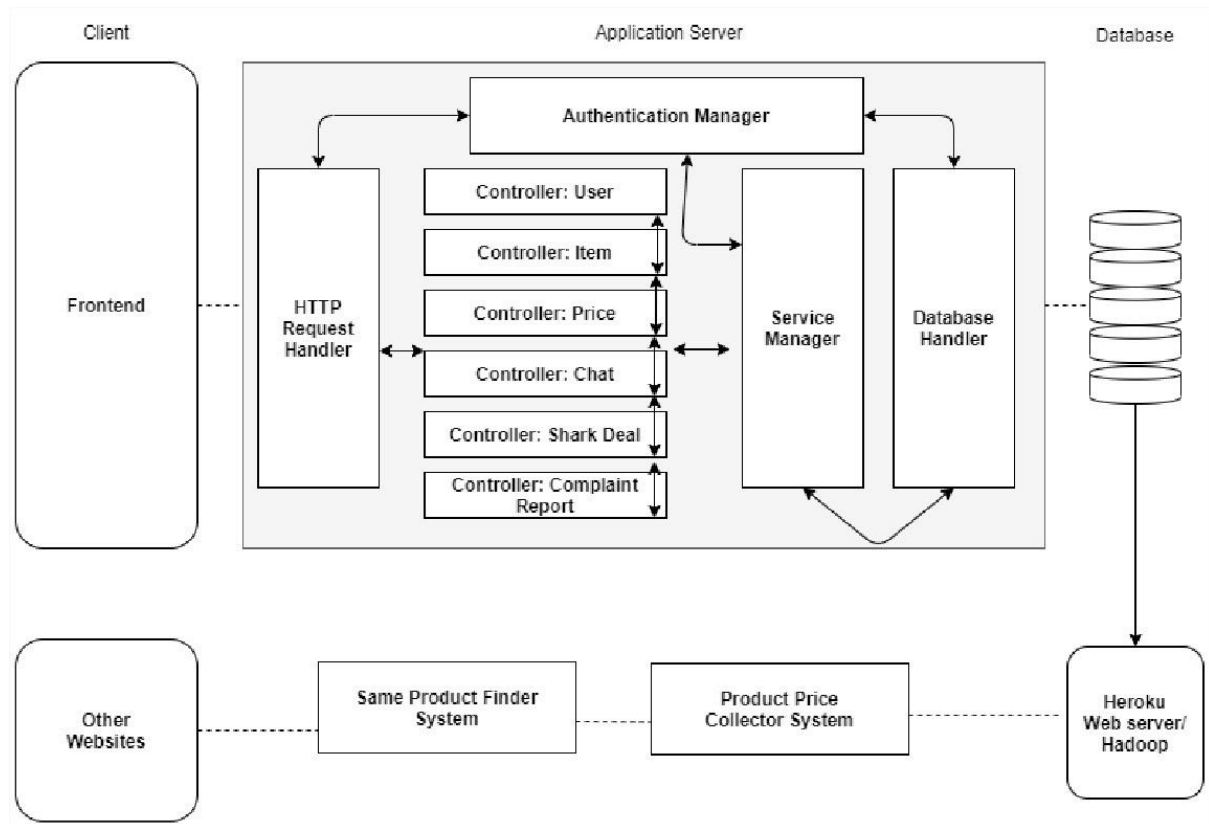 Client
Application Server
Database
Authentication Manager
Controller: User
Controller: Item
Controller: Price
Controller: Chat
Controller: Shark Deal
Controller: Complaint
Report
Frontend
HTTP
Request
Handler
Service
Manager
Database
Handler
Other
Websites
Same Product Finder
System
Product Price
Collector System
Heroku
Web server/
Hadoop